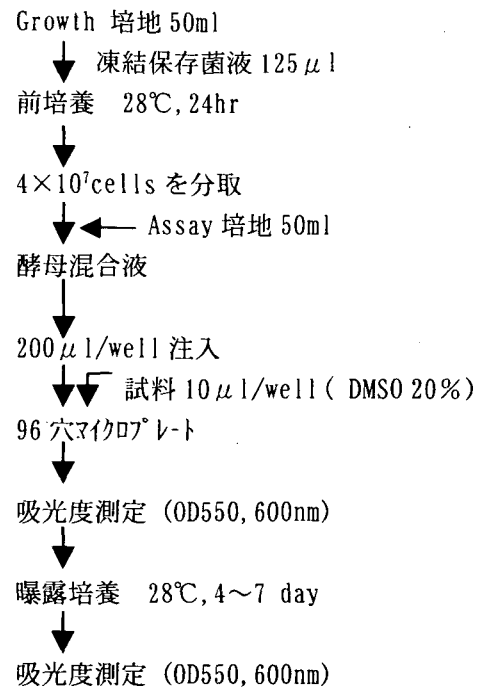 Growth 培地 50ml
凍結保存菌液 125μl
前培養 28℃, 24hr
4×10⁷cells を分取
Assay 培地 50ml
酵母混合液
200μl/well 注入
試料 10μl/well ( DMSO 20%)
96 穴ﾏｲｸﾛﾌﾟﾚｰﾄ
吸光度測定 (OD550, 600nm)
曝露培養 28℃, 4～7 day
吸光度測定 (OD550, 600nm)